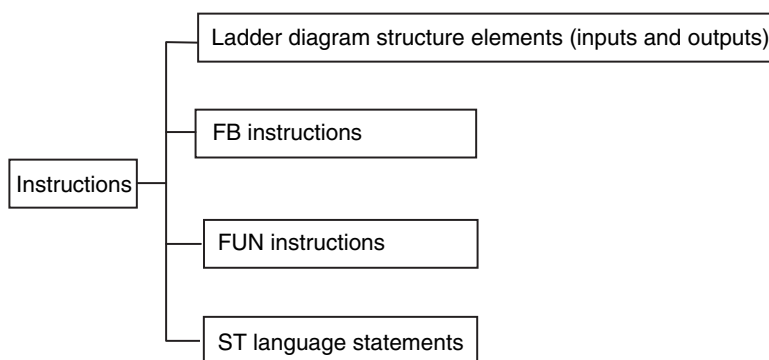 Ladder diagram structure elements (inputs and outputs)
FB instructions
Instructions
FUN instructions
ST language statements